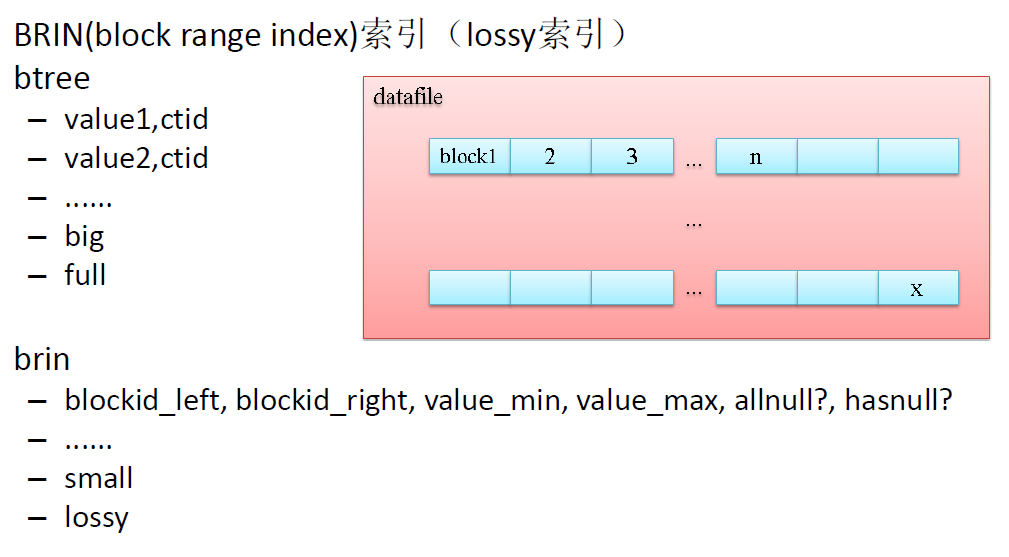 BRIN(block range index)索引（lossy索引）
btree
– value1,ctid
– value2,ctid
– ......
– big
– full
datafile
block1 2 3 ... n
...
... x
brin
– blockid_left, blockid_right, value_min, value_max, allnull?, hasnull?
– ......
– small
– lossy